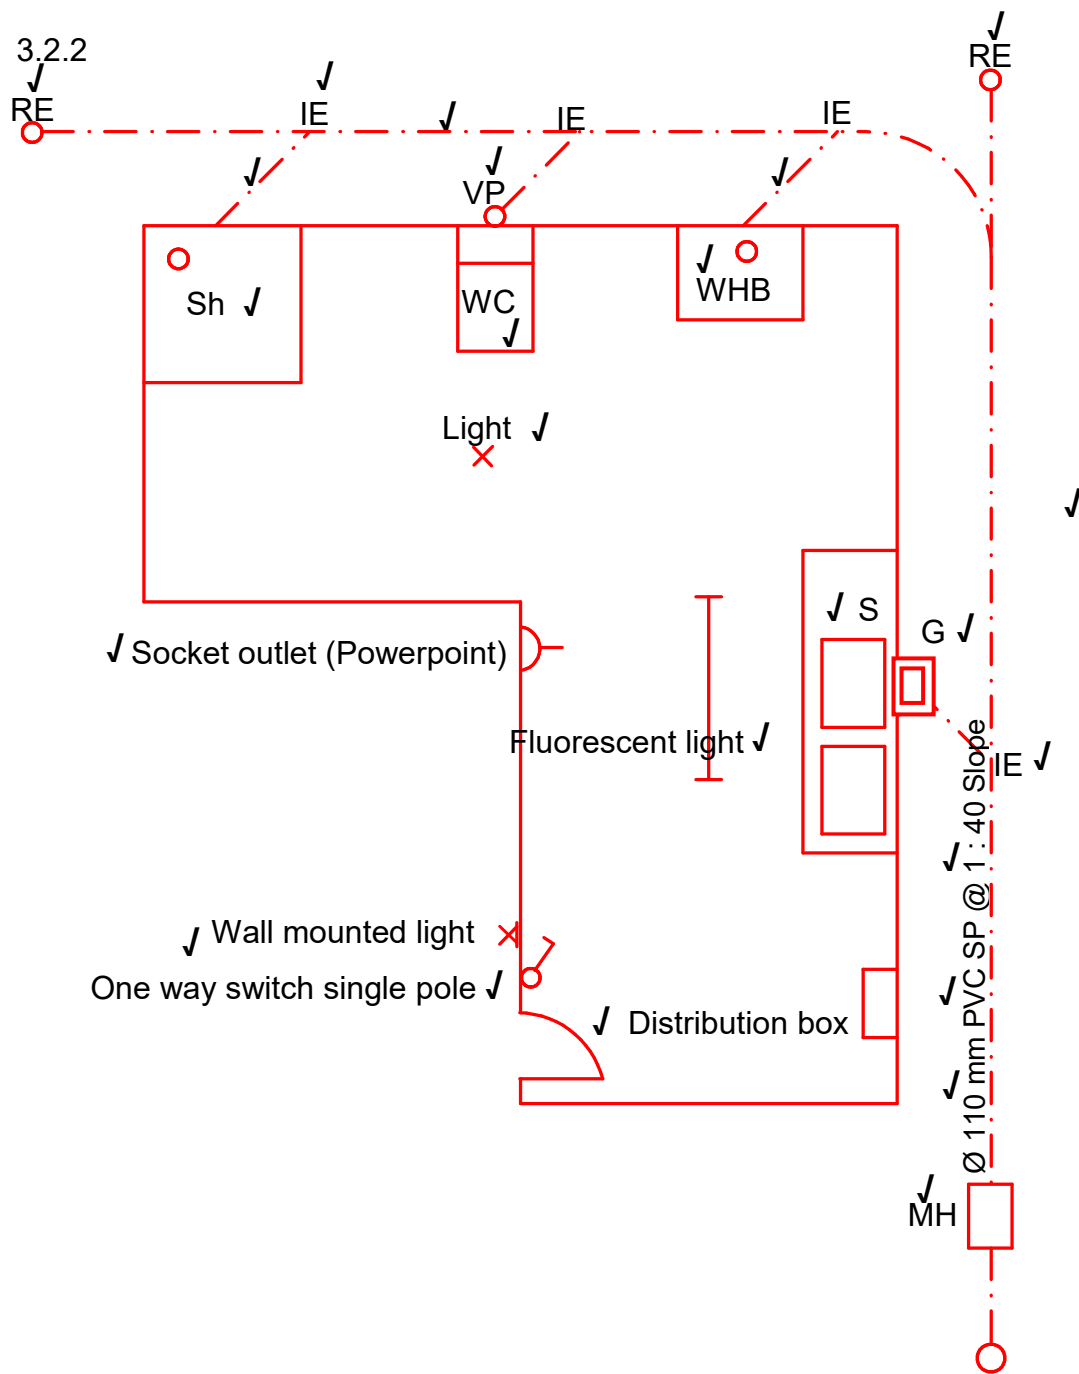 3.2.2
RE
RE
IE
IE
IE
VP
Sh
WC
WHB
Light
S
G
Socket outlet (Powerpoint)
Fluorescent light
IE
Ø 110 mm PVC SP @ 1 : 40 Slope
Wall mounted light
One way switch single pole
Distribution box
MH